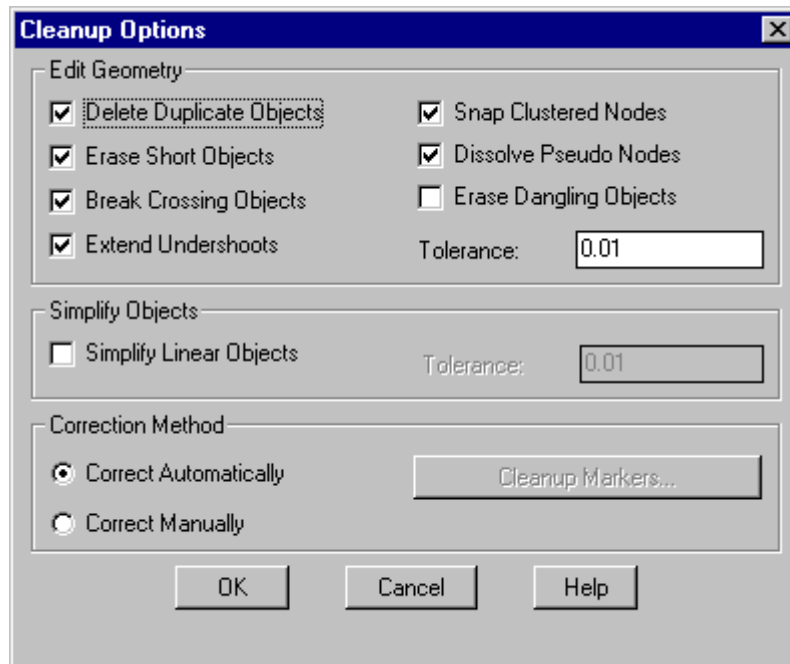 Cleanup Options
Edit Geometry
Delete Duplicate Objects
Snap Clustered Nodes
Erase Short Objects
Dissolve Pseudo Nodes
Break Crossing Objects
Erase Dangling Objects
Extend Undershoots
Tolerance: 0.01
Simplify Objects
Simplify Linear Objects
Tolerance: 0.01
Correction Method
Correct Automatically
Cleanup Markers...
Correct Manually
OK Cancel Help